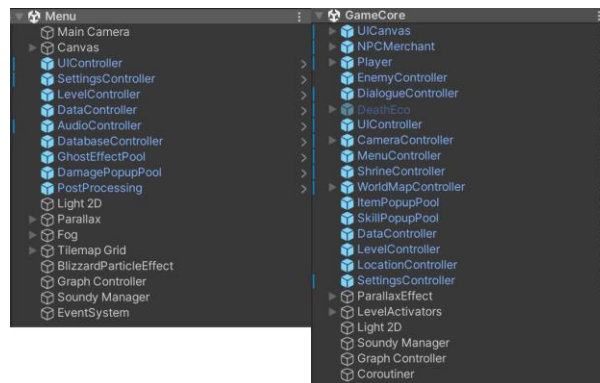 Menu
Main Camera
Canvas
UIController
SettingsController
LevelController
DataController
AudioController
DatabaseController
GhostEffectPool
DamagePopupPool
PostProcessing
Light 2D
Parallax
Fog
Tilemap Grid
BlizzardParticleEffect
Graph Controller
Soundy Manager
EventSystem
GameCore
UICanvas
NPCMerchant
Player
EnemyController
DialogueController
DeathEco
UIController
CameraController
MenuController
ShrineController
WorldMapController
ItemPopupPool
SkillPopupPool
DataController
LevelController
LocationController
SettingsController
ParallaxEffect
LevelActivators
Light 2D
Soundy Manager
Graph Controller
Coroutiner